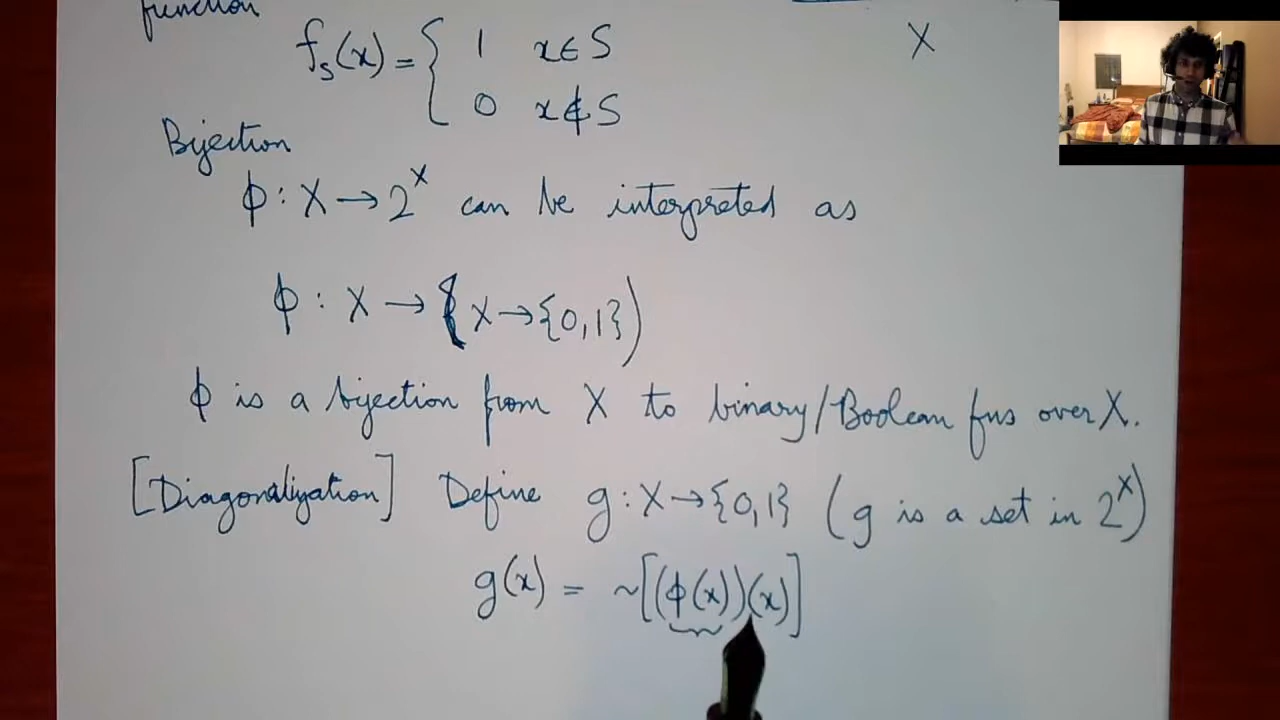 function
f_s(x) = { 1 x ∈ S
X
0 x ∉ S
Bijection
ϕ : X → 2^X can be interpreted as
ϕ : X → (X → {0,1})
ϕ is a bijection from X to binary/Boolean fns over X.
[Diagonalization] Define g : X → {0,1} (g is a set in 2^X)
g(x) = ~[(ϕ(x))(x)]